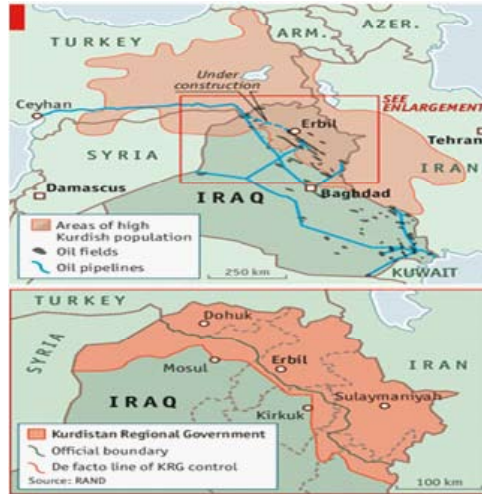 TURKEY
ARM.
AZER.
Under
construction
Ceyhan
Erbil
SEE
ENLARGEMENT
Tehran
SYRIA
IRAN
Damascus
IRAQ
Baghdad
Areas of high
Kurdish population
Oil fields
Oil pipelines
250 km
KUWAIT
TURKEY
Dohuk
SYRIA
Mosul
Erbil
IRAN
IRAQ
Kirkuk
Sulaymaniyah
Kurdistan Regional Government
Official boundary
De facto line of KRG control
Source: RAND
100 km